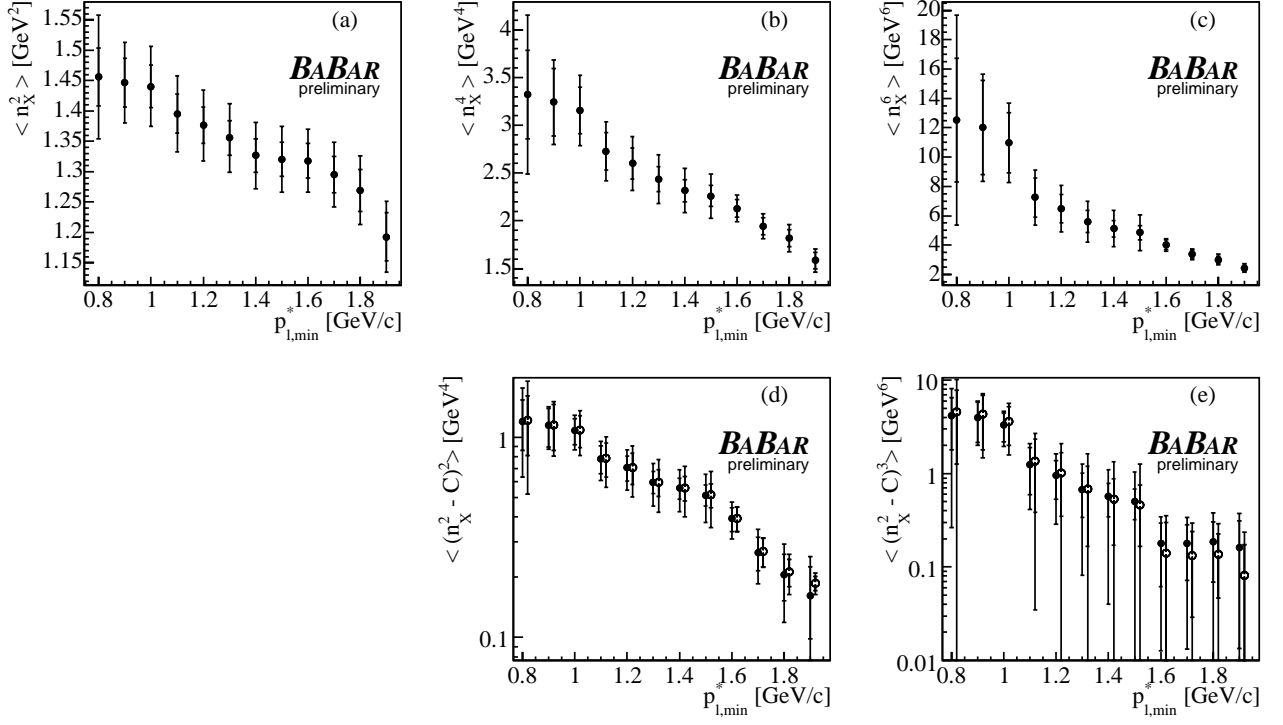 (a)
BABAR
preliminary
< n_X^2 > [GeV^2]
1.55
1.5
1.45
1.4
1.35
1.3
1.25
1.2
1.15
0.8 1 1.2 1.4 1.6 1.8
p*_l,min [GeV/c]
(b)
BABAR
preliminary
< n_X^4 > [GeV^4]
4
3.5
3
2.5
2
1.5
0.8 1 1.2 1.4 1.6 1.8
p*_l,min [GeV/c]
(c)
BABAR
preliminary
< n_X^6 > [GeV^6]
20
18
16
14
12
10
8
6
4
2
0.8 1 1.2 1.4 1.6 1.8
p*_l,min [GeV/c]
(d)
BABAR
preliminary
< (n_X^2 - C)^2> [GeV^4]
1
0.1
0.8 1 1.2 1.4 1.6 1.8
p*_l,min [GeV/c]
(e)
BABAR
preliminary
< (n_X^2 - C)^3> [GeV^6]
10
1
0.1
0.01
0.8 1 1.2 1.4 1.6 1.8
p*_l,min [GeV/c]